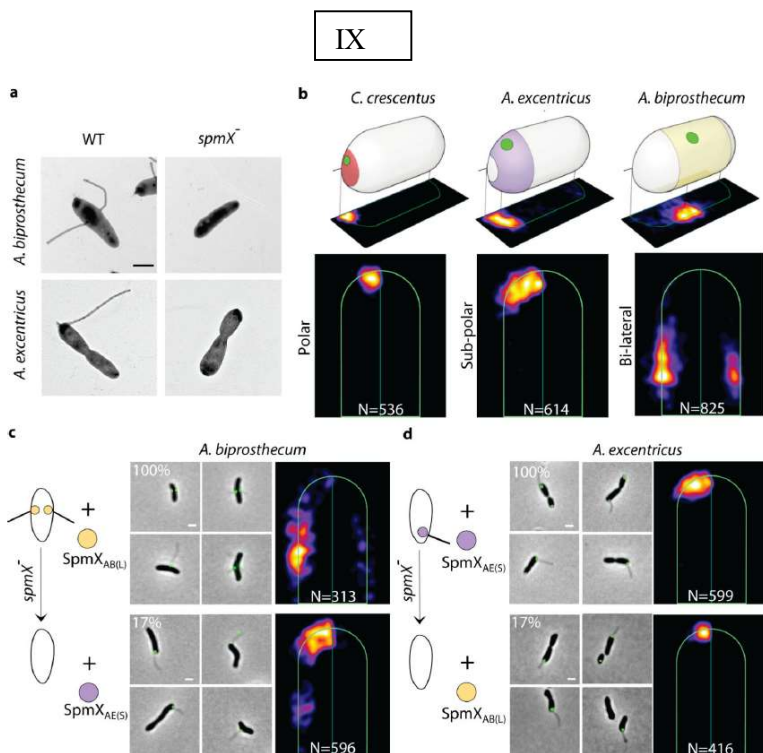 IX
a
WT
spmX⁻
A. biprosthecum
A. excentricus
b
C. crescentus
A. excentricus
A. biprosthecum
Polar
N=536
Sub-polar
N=614
Bi-lateral
N=825
c
A. biprosthecum
+
SpmX_AB(L)
spmX⁻
+
SpmX_AE(S)
100%
N=313
17%
N=596
d
A. excentricus
+
SpmX_AE(S)
spmX⁻
+
SpmX_AB(L)
100%
N=599
17%
N=416